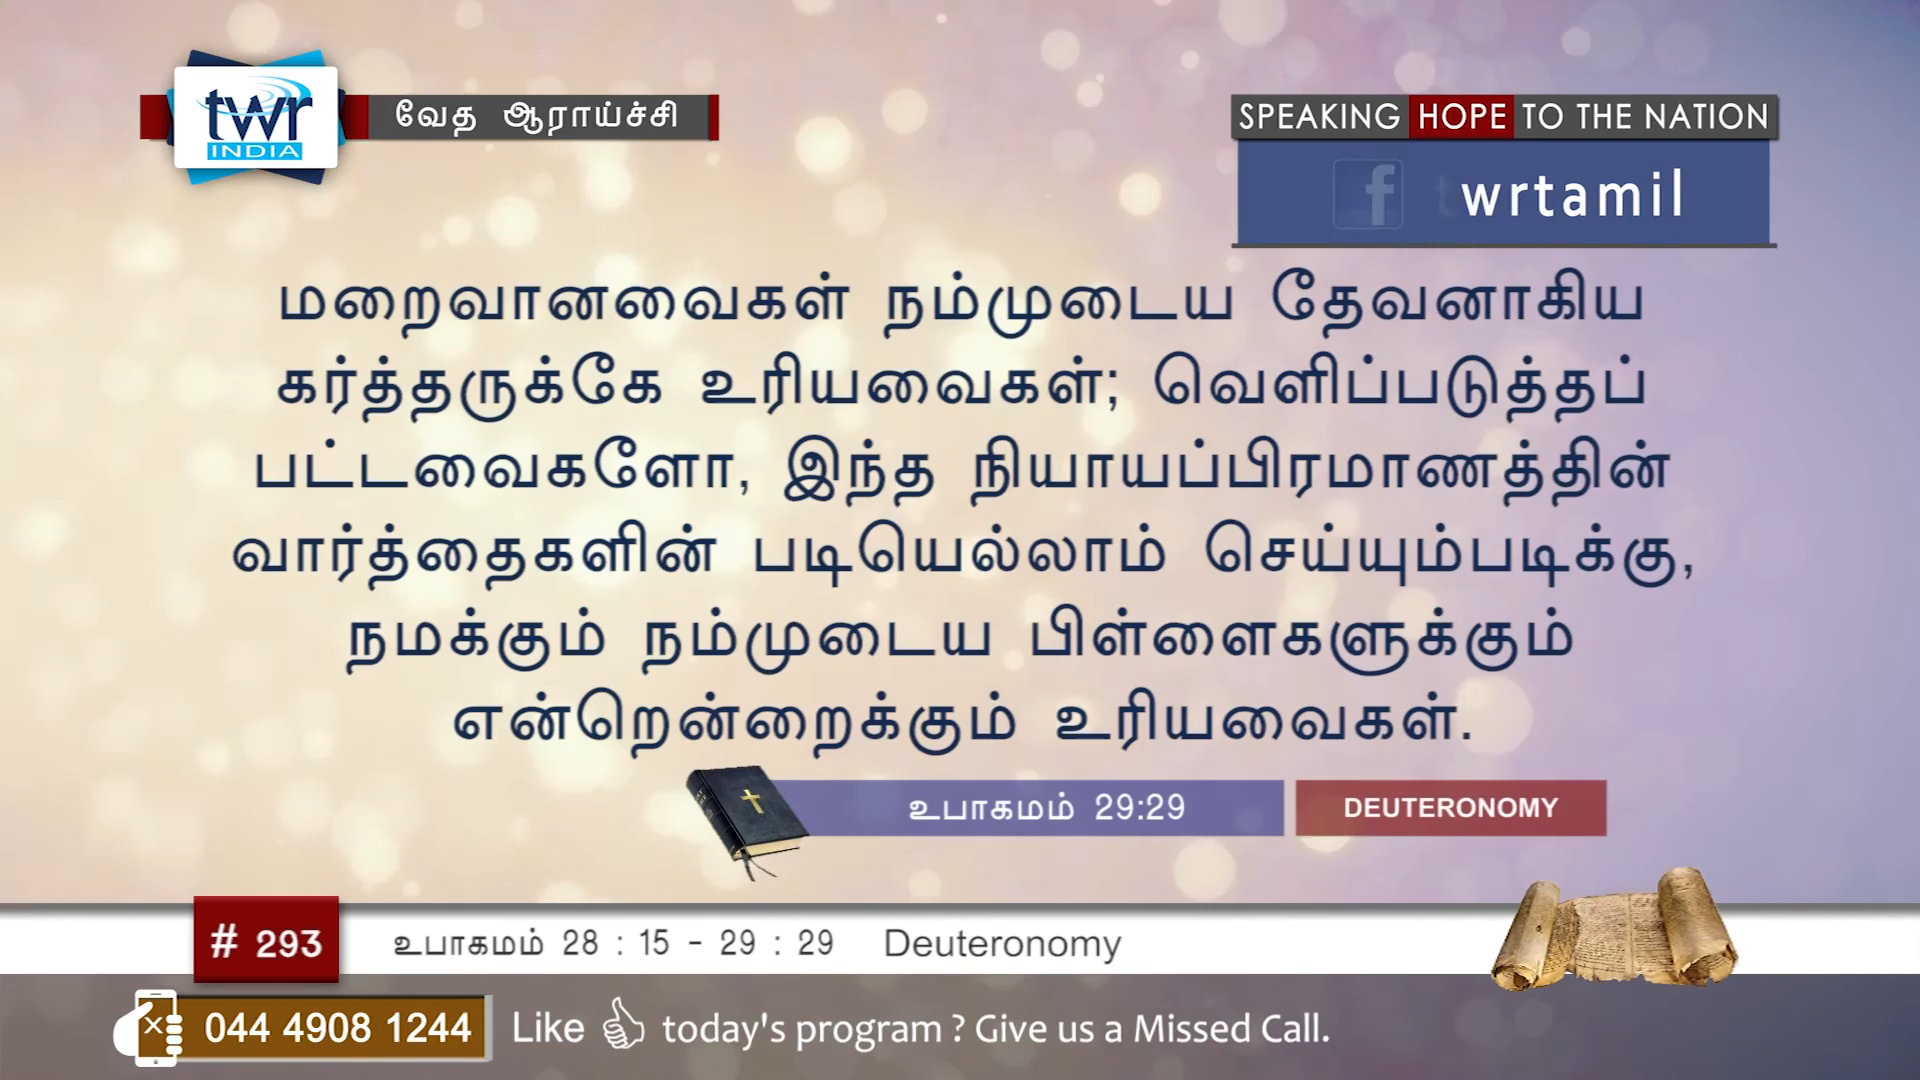 twr
INDIA
வேத ஆராய்ச்சி
SPEAKING HOPE TO THE NATION
f twrtamil
மறைவானவைகள் நம்முடைய தேவனாகிய
கர்த்தருக்கே உரியவைகள்; வெளிப்படுத்தப்
பட்டவைகளோ, இந்த நியாயப்பிரமாணத்தின்
வார்த்தைகளின் படியெல்லாம் செய்யும்படிக்கு,
நமக்கும் நம்முடைய பிள்ளைகளுக்கும்
என்றென்றைக்கும் உரியவைகள்.
உபாகமம் 29:29 DEUTERONOMY
# 293 உபாகமம் 28 : 15 - 29 : 29 Deuteronomy
044 4908 1244 Like today's program ? Give us a Missed Call.